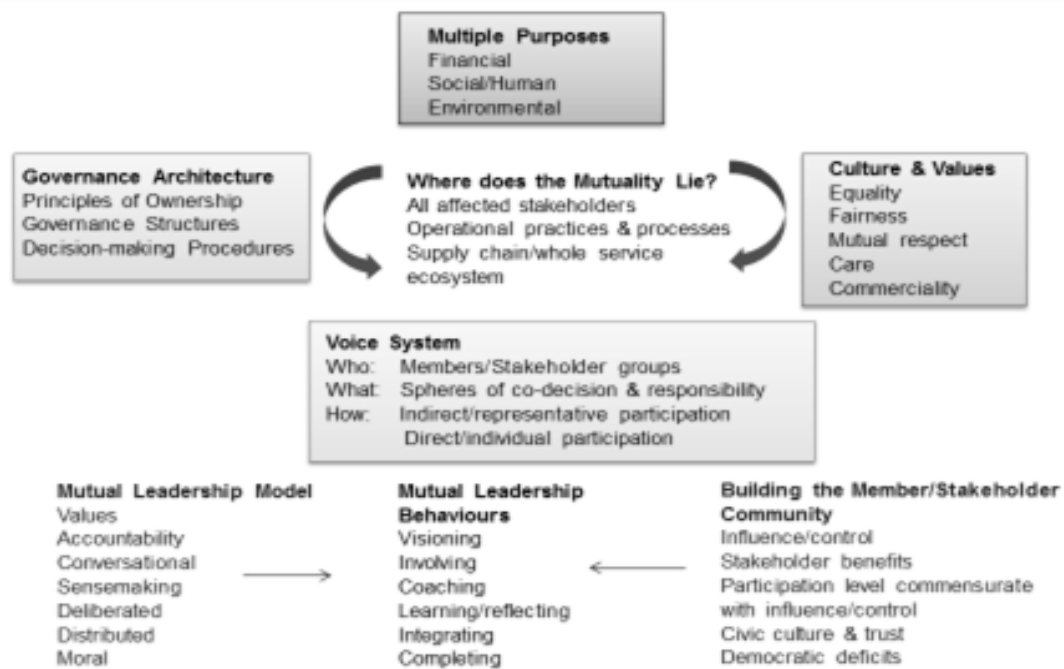 Multiple Purposes
Financial
Social/Human
Environmental
Governance Architecture
Principles of Ownership
Governance Structures
Decision-making Procedures
Where does the Mutuality Lie?
All affected stakeholders
Operational practices & processes
Supply chain/whole service
ecosystem
Culture & Values
Equality
Fairness
Mutual respect
Care
Commerciality
Voice System
Who: Members/Stakeholder groups
What: Spheres of co-decision & responsibility
How: Indirect/representative participation
Direct/individual participation
Mutual Leadership Model
Values
Accountability
Conversational
Sensemaking
Deliberated
Distributed
Moral
Mutual Leadership
Behaviours
Visioning
Involving
Coaching
Learning/reflecting
Integrating
Completing
Building the Member/Stakeholder
Community
Influence/control
Stakeholder benefits
Participation level commensurate
with influence/control
Civic culture & trust
Democratic deficits